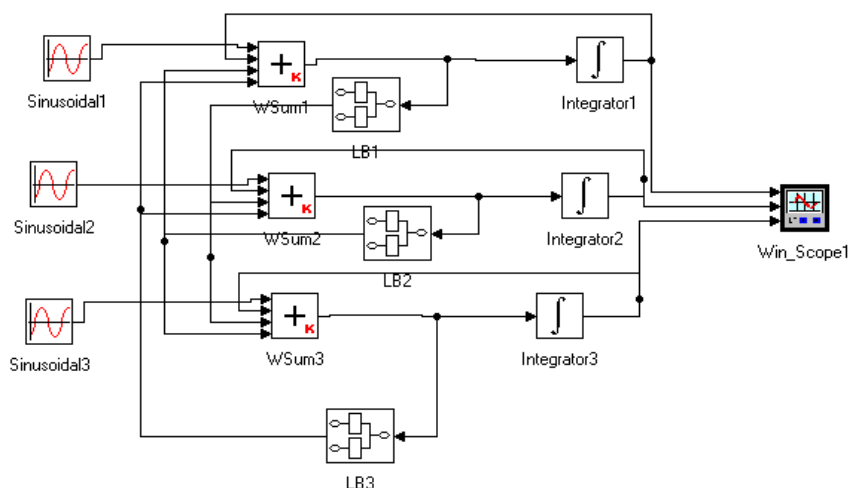 Sinusoidal1
+
K
WSum1
∫
Integrator1
LB1
Sinusoidal2
+
K
WSum2
∫
Integrator2
LB2
Win_Scope1
Sinusoidal3
+
K
WSum3
∫
Integrator3
LB3